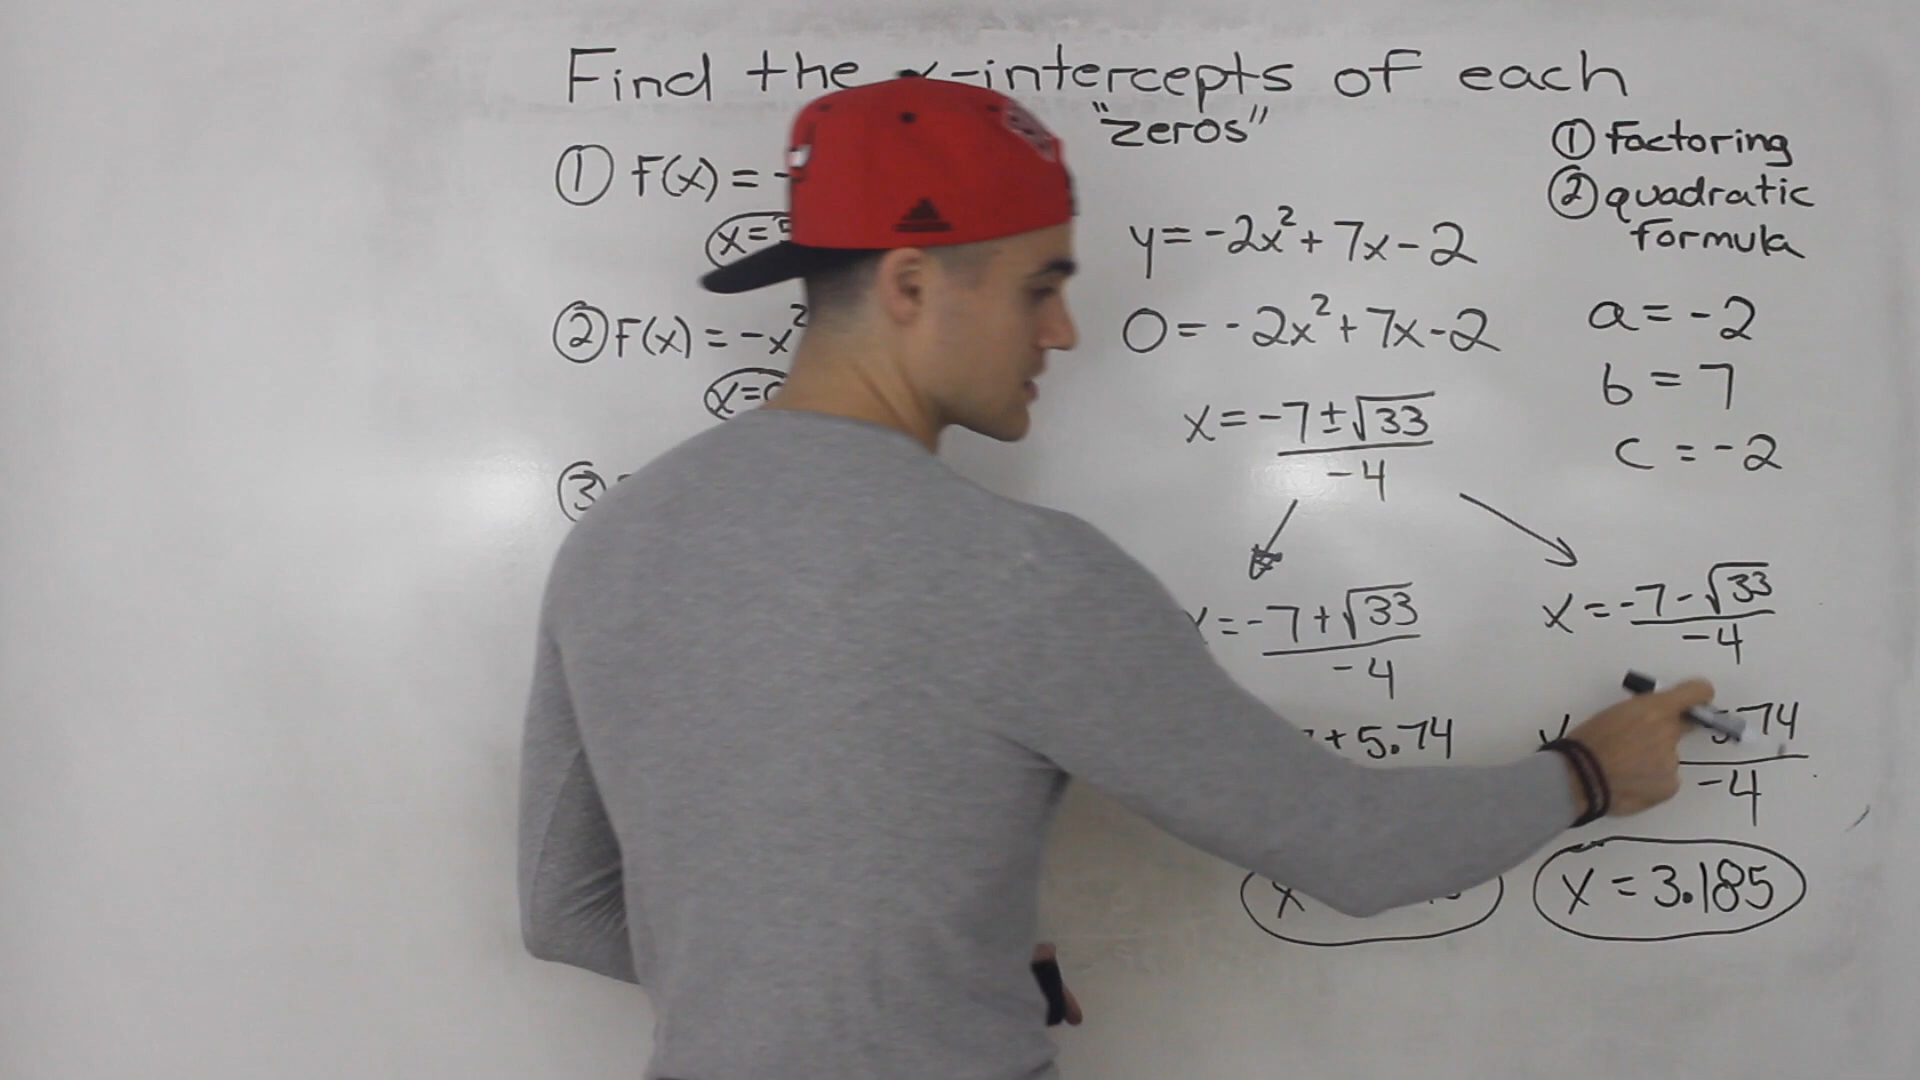 Find the x-intercepts of each
"zeros"
① F(x) = -
x=
② F(x) = -x²
x=
③
y = -2x² + 7x - 2
0 = -2x² + 7x - 2
x = -7 ± √33
-4
x = -7 + √33
-4
+ 5.74
x
① Factoring
② quadratic
formula
a = -2
b = 7
c = -2
x = -7 - √33
-4
5.74
-4
x = 3.185